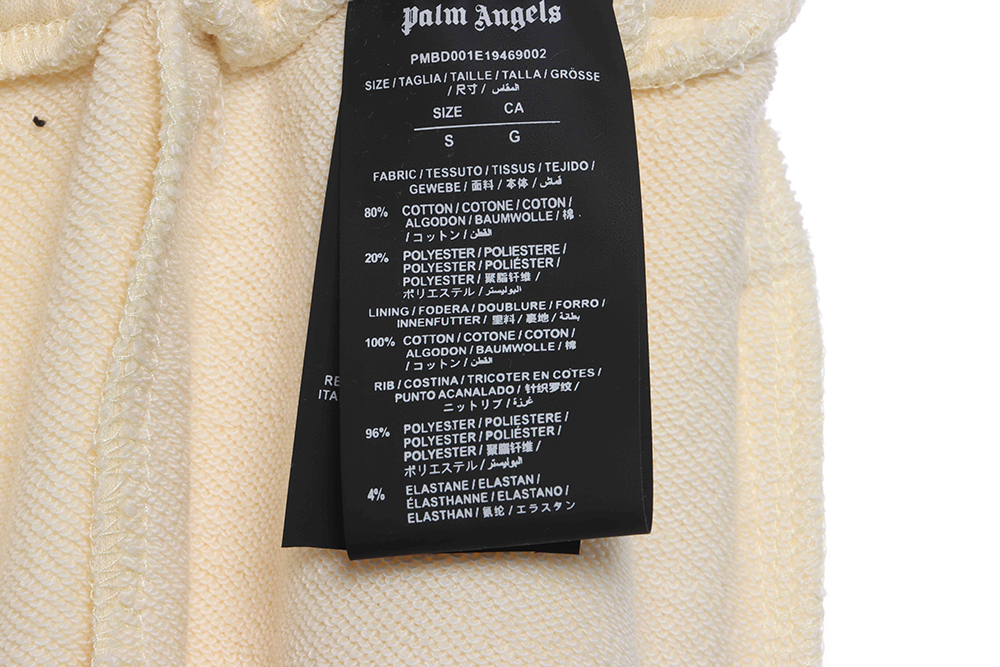 Palm Angels
PMBD001E19469002
SIZE / TAGLIA / TAILLE / TALLA / GRÖSSE
/ 尺寸 / المقاس
SIZE CA
S G
FABRIC / TESSUTO / TISSUS / TEJIDO /
GEWEBE / 面料 / 本体 / قمش
80% COTTON / COTONE / COTON /
ALGODON / BAUMWOLLE / 棉
/ コットン / القطن
20% POLYESTER / POLIESTERE /
POLYESTER / POLIÉSTER /
POLYESTER / 聚脂纤维 /
ポリエステル / البوليستر
LINING / FODERA / DOUBLURE / FORRO /
INNENFUTTER / 里料 / 裏地 / بطانة
100% COTTON / COTONE / COTON /
ALGODON / BAUMWOLLE / 棉
/ コットン / القطن
RIB / COSTINA / TRICOTER EN COTES /
PUNTO ACANALADO / 针织罗纹 /
ニットリブ / غرزة
96% POLYESTER / POLIESTERE /
POLYESTER / POLIÉSTER /
POLYESTER / 聚脂纤维 /
ポリエステル / البوليستر
4% ELASTANE / ELASTAN /
ÉLASTHANNE / ELASTANO /
ELASTHAN / 氨纶 / エラスタン
RE
ITA